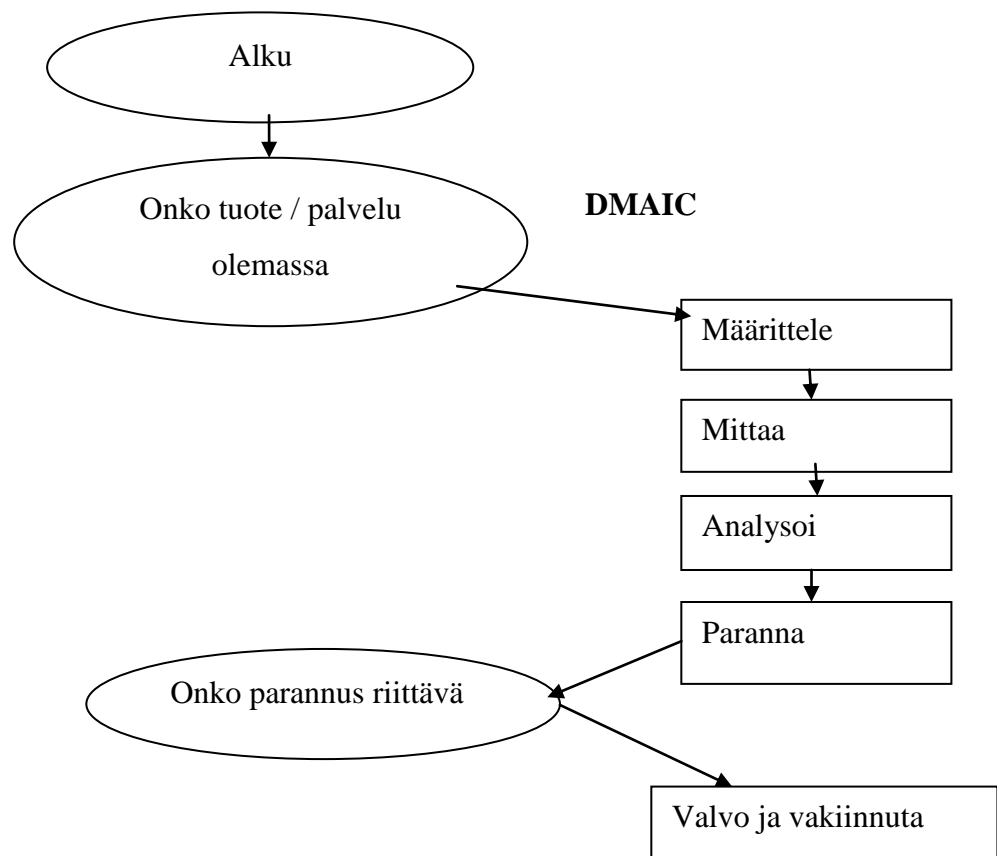 Alku
Onko tuote / palvelu
olemassa
DMAIC
Määrittele
Mittaa
Analysoi
Paranna
Onko parannus riittävä
Valvo ja vakiinnuta